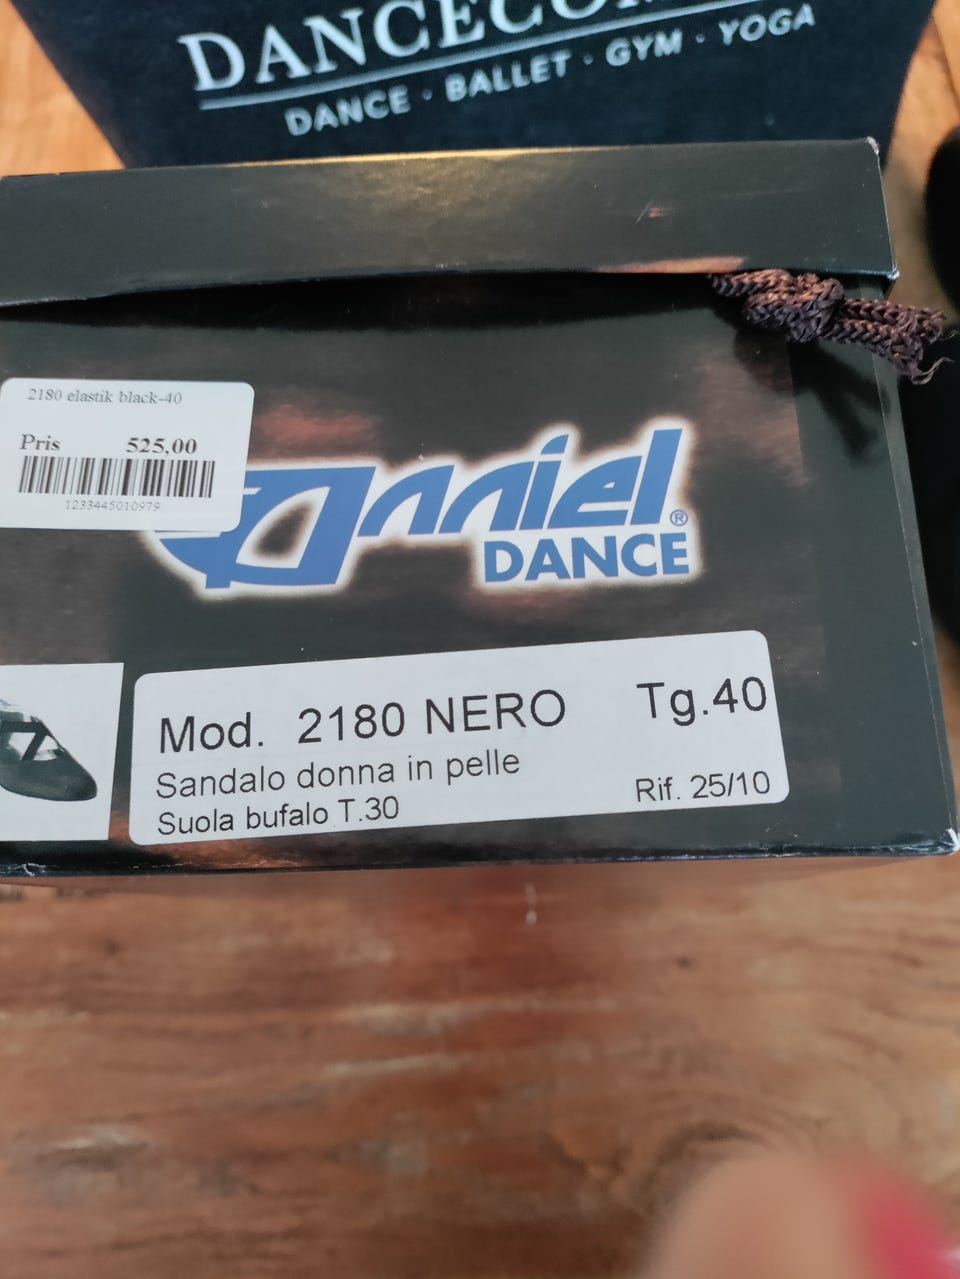 DANCE · BALLET · GYM · YOGA
2180 elastik black-40
Pris 525,00
1233445010979
Anniel®
DANCE
Mod. 2180 NERO Tg.40
Sandalo donna in pelle
Suola bufalo T.30 Rif. 25/10